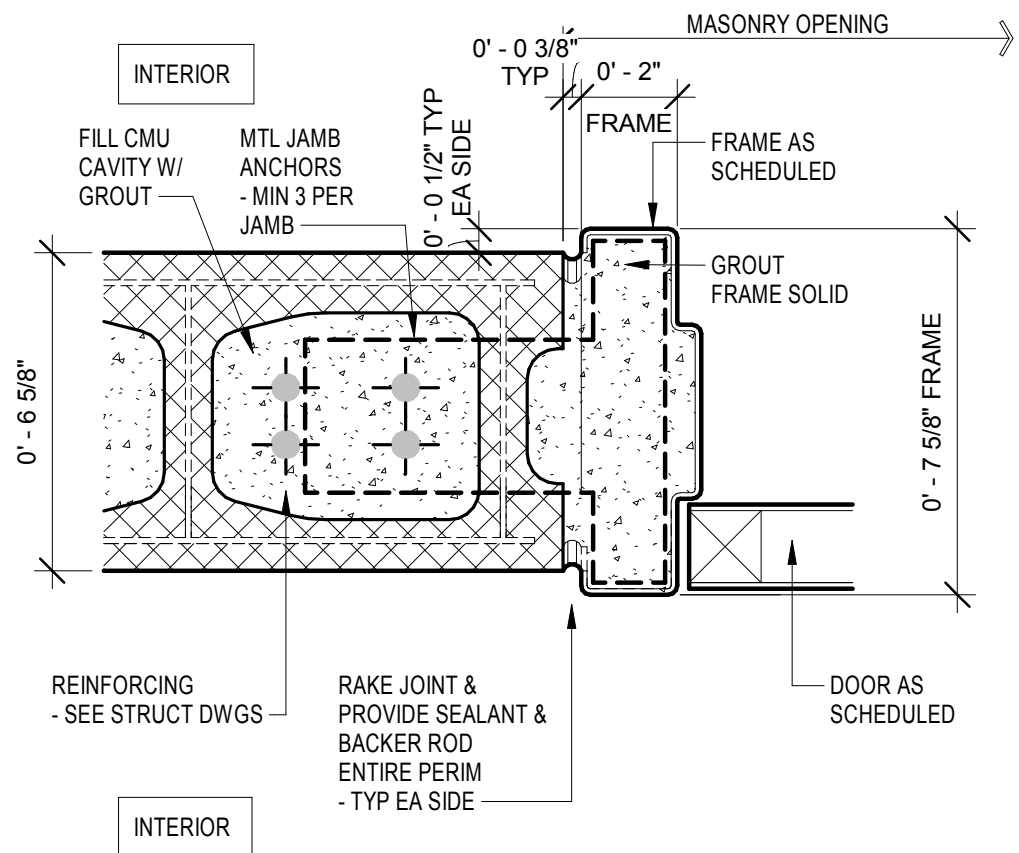 MASONRY OPENING
0' - 0 3/8"
TYP
0' - 2"
FRAME
INTERIOR
FILL CMU
CAVITY W/
GROUT
MTL JAMB
ANCHORS
- MIN 3 PER
JAMB
0' - 0 1/2" TYP
EA SIDE
FRAME AS
SCHEDULED
GROUT
FRAME SOLID
0' - 6 5/8"
0' - 7 5/8" FRAME
REINFORCING
- SEE STRUCT DWGS
RAKE JOINT &
PROVIDE SEALANT &
BACKER ROD
ENTIRE PERIM
- TYP EA SIDE
DOOR AS
SCHEDULED
INTERIOR